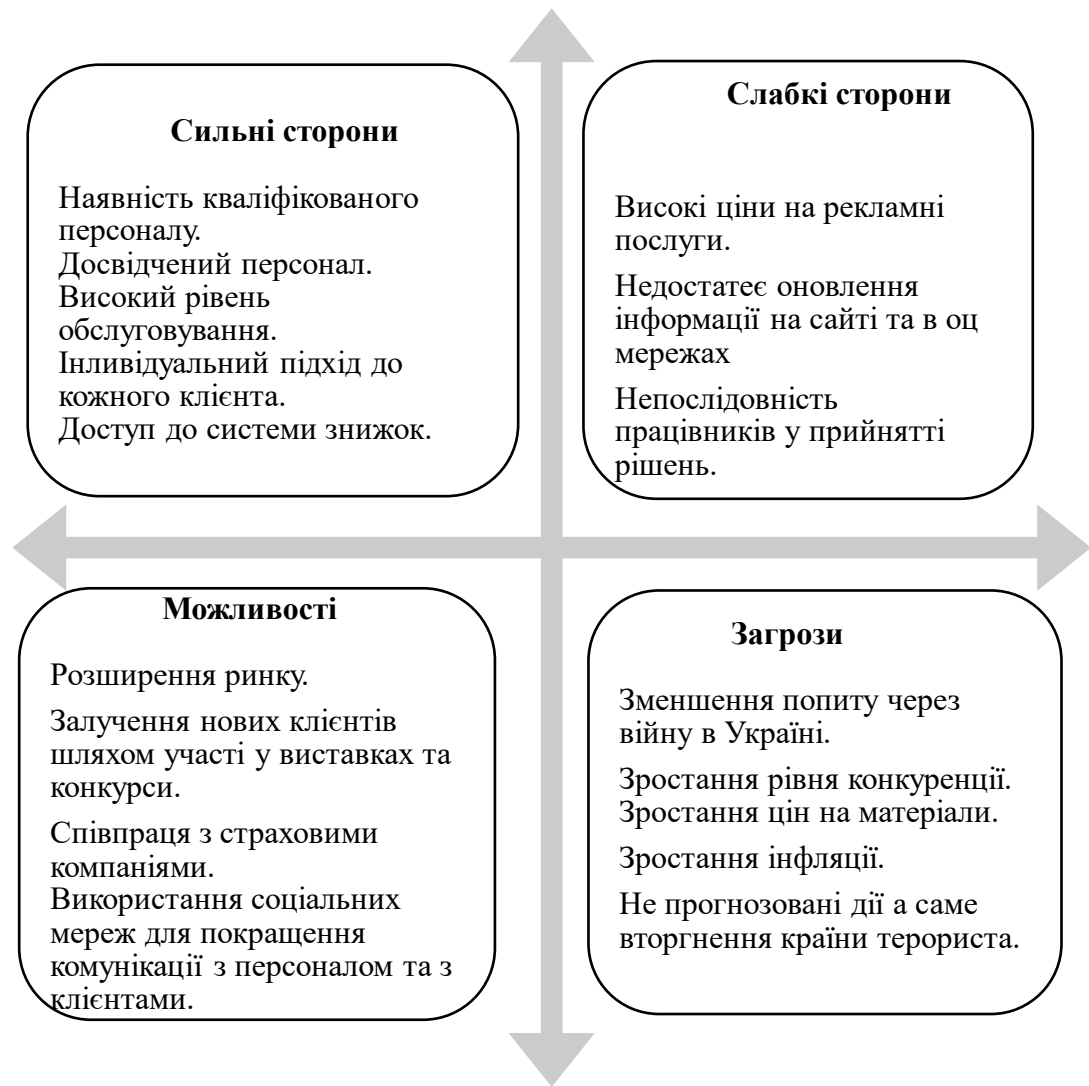 Сильні сторони
Наявність кваліфікованого
персоналу.
Досвідчений персонал.
Високий рівень
обслуговування.
Інливідуальний підхід до
кожного клієнта.
Доступ до системи знижок.
Слабкі сторони
Високі ціни на рекламні
послуги.
Недостатеє оновлення
інформації на сайті та в оц
мережах
Непослідовність
працівників у прийнятті
рішень.
Можливості
Розширення ринку.
Залучення нових клієнтів
шляхом участі у виставках та
конкурси.
Співпраця з страховими
компаніями.
Використання соціальних
мереж для покращення
комунікації з персоналом та з
клієнтами.
Загрози
Зменшення попиту через
війну в Україні.
Зростання рівня конкуренції.
Зростання цін на матеріали.
Зростання інфляції.
Не прогнозовані дії а саме
вторгнення країни терориста.